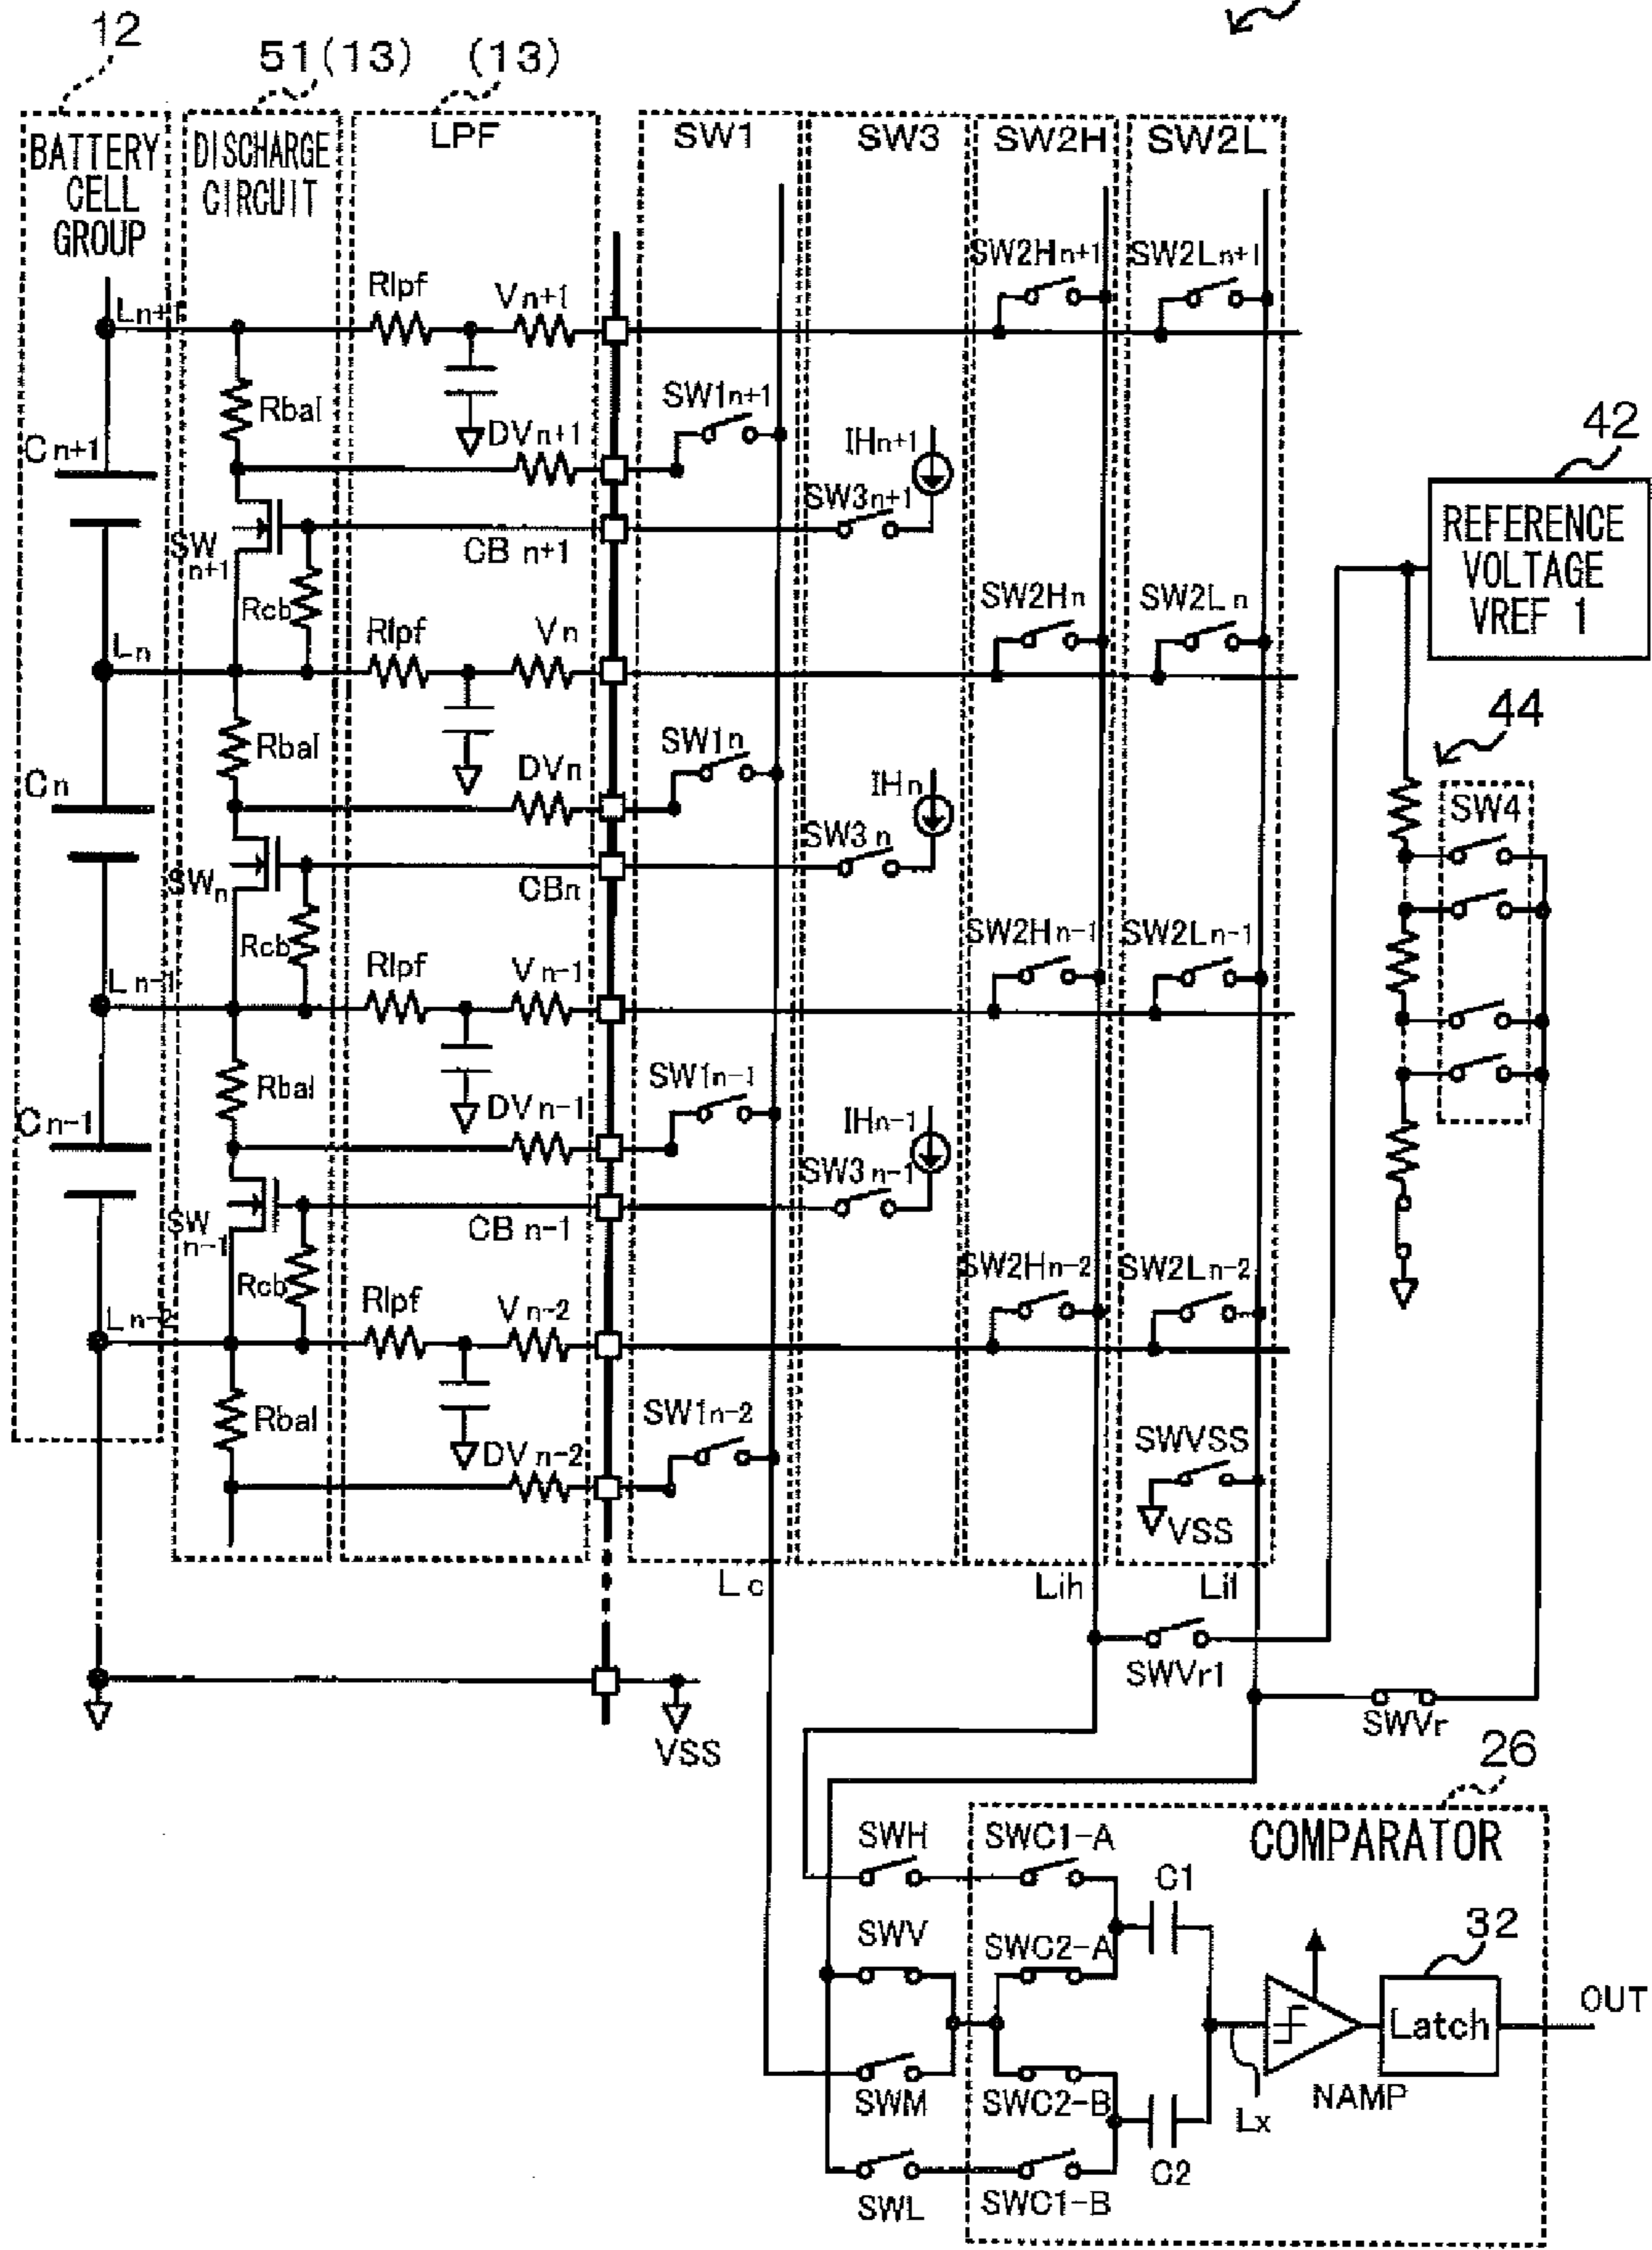 12
51(13)
(13)
BATTERY
CELL
GROUP
DISCHARGE
CIRCUIT
LPF
SW1
SW3
SW2H
SW2L
SW2Hn+1
SW2Ln+1
Ln+1
Rlpf
Vn+1
Rbal
SW1n+1
DVn+1
IHn+1
42
Cn+1
SW3n+1
REFERENCE
VOLTAGE
VREF 1
SW
n+1
CB n+1
Rcb
SW2Hn
SW2Ln
Ln
Rlpf
Vn
44
Rbal
SW1n
DVn
IHn
Cn
SW4
SW3n
SWn
CBn
Rcb
SW2Hn-1
SW2Ln-1
Ln-1
Rlpf
Vn-1
Rbal
SW1n-1
DVn-1
IHn-1
Cn-1
SW3n-1
SW
n-1
CB n-1
Rcb
SW2Hn-2
SW2Ln-2
Ln-2
Rlpf
Vn-2
Rbal
SW1n-2
DVn-2
SWVSS
VSS
Lc
Lih
Lil
SWVr1
SWVr
VSS
26
SWH
SWC1-A
COMPARATOR
C1
SWV
SWC2-A
32
OUT
Latch
SWM
SWC2-B
Lx
NAMP
C2
SWL
SWC1-B